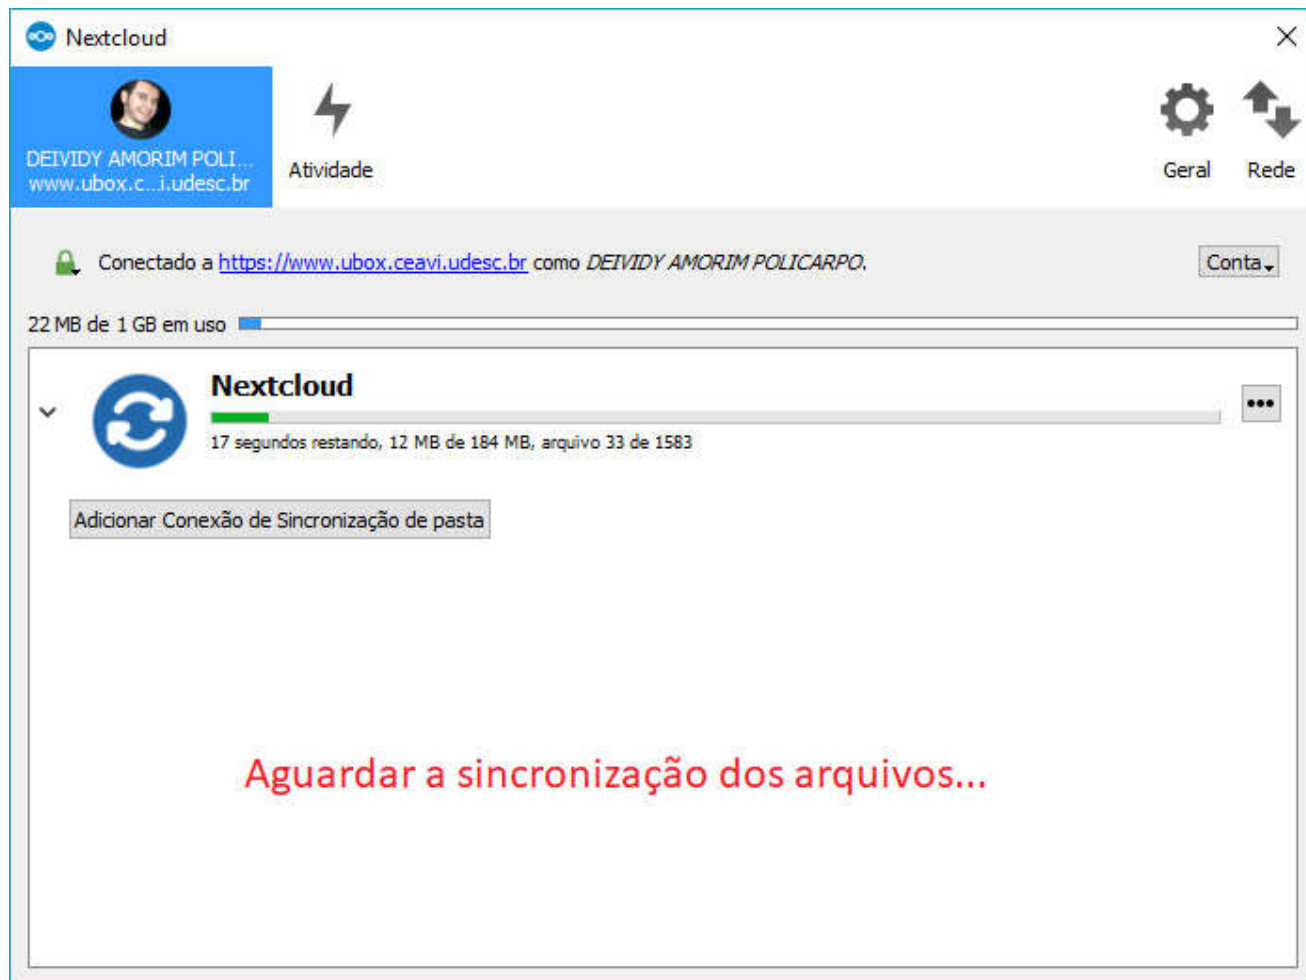 Nextcloud
DEIVIDY AMORIM POLI...
www.ubox.c...i.udesc.br
Atividade
Geral
Rede
Conectado a https://www.ubox.ceavi.udesc.br como DEIVIDY AMORIM POLICARPO.
Conta
22 MB de 1 GB em uso
Nextcloud
17 segundos restando, 12 MB de 184 MB, arquivo 33 de 1583
Adicionar Conexão de Sincronização de pasta
Aguardar a sincronização dos arquivos...